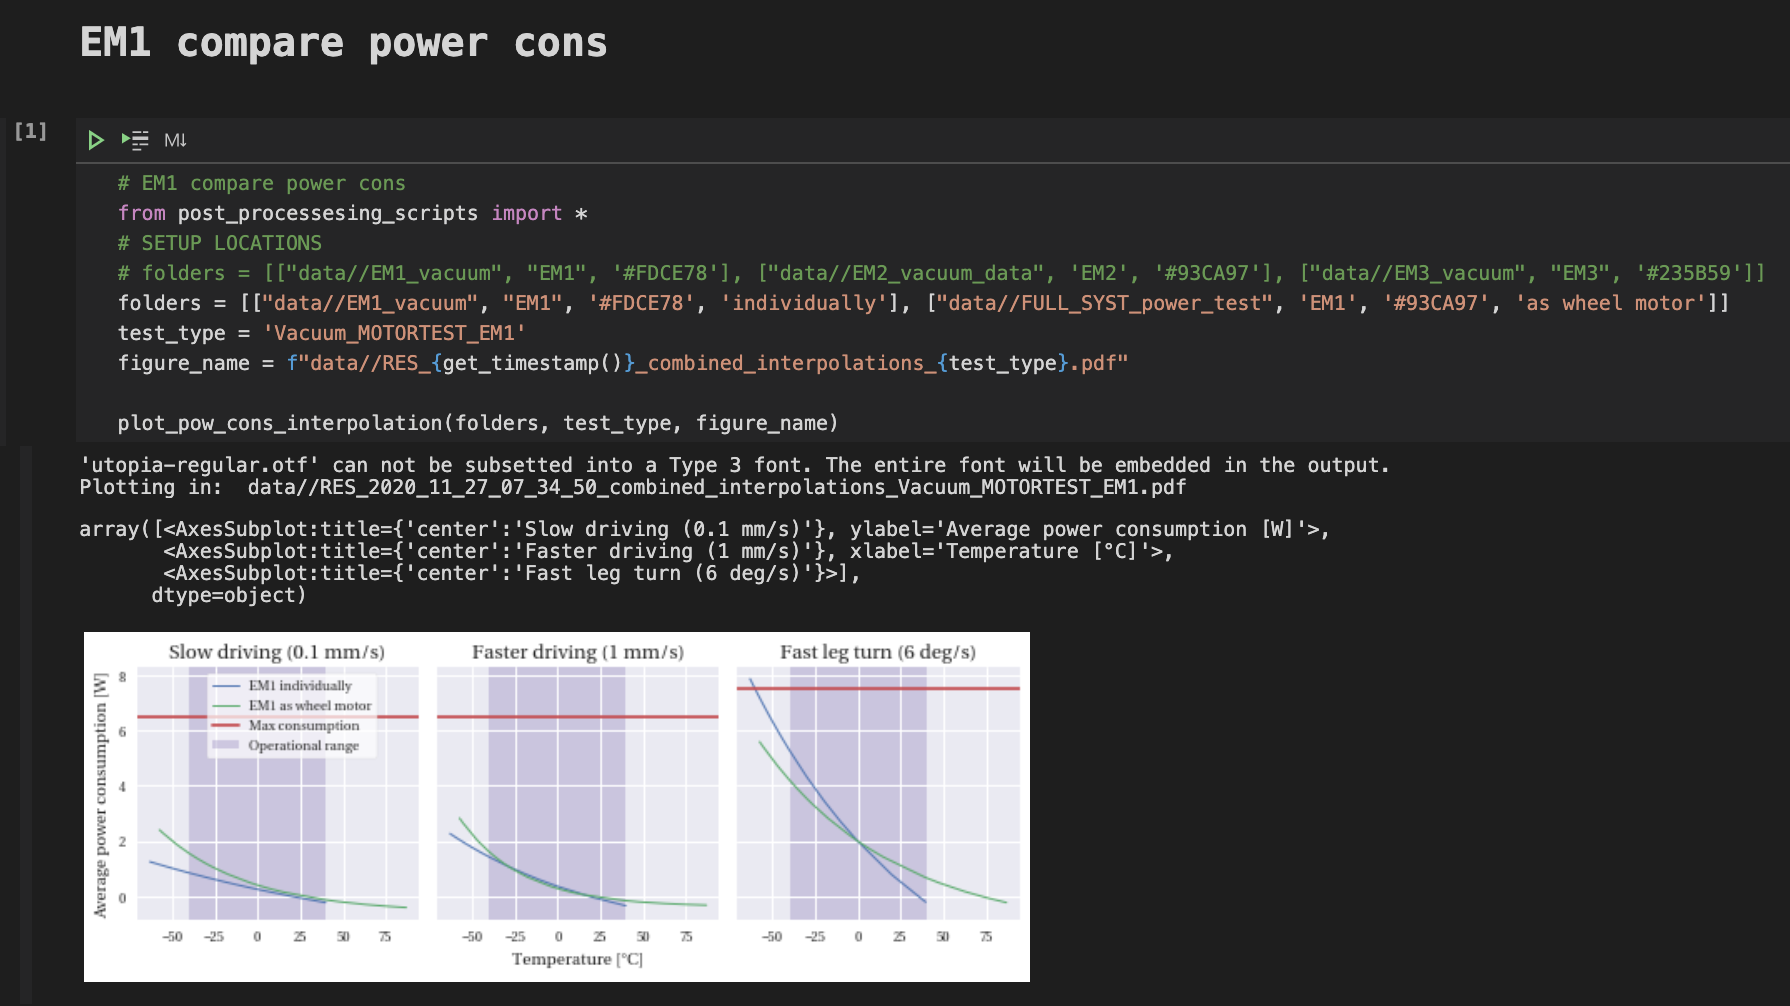 EM1 compare power cons
[1]
M↓
# EM1 compare power cons
from post_processesing_scripts import *
# SETUP LOCATIONS
# folders = [["data//EM1_vacuum", "EM1", '#FDCE78'], ["data//EM2_vacuum_data", 'EM2', '#93CA97'], ["data//EM3_vacuum", "EM3", '#235B59']]
folders = [["data//EM1_vacuum", "EM1", '#FDCE78', 'individually'], ["data//FULL_SYST_power_test", 'EM1', '#93CA97', 'as wheel motor']]
test_type = 'Vacuum_MOTORTEST_EM1'
figure_name = f"data//RES_{get_timestamp()}_combined_interpolations_{test_type}.pdf"
plot_pow_cons_interpolation(folders, test_type, figure_name)
'utopia-regular.otf' can not be subsetted into a Type 3 font. The entire font will be embedded in the output.
Plotting in:  data//RES_2020_11_27_07_34_50_combined_interpolations_Vacuum_MOTORTEST_EM1.pdf
array([<AxesSubplot:title={'center':'Slow driving (0.1 mm/s)'}, ylabel='Average power consumption [W]'>,
<AxesSubplot:title={'center':'Faster driving (1 mm/s)'}, xlabel='Temperature [°C]'>,
<AxesSubplot:title={'center':'Fast leg turn (6 deg/s)'}>],
dtype=object)
Slow driving (0.1 mm/s) Faster driving (1 mm/s) Fast leg turn (6 deg/s)
Average power consumption [W]
8
6
4
2
0
EM1 individually
EM1 as wheel motor
Max consumption
Operational range
−50 −25 0 25 50 75 −50 −25 0 25 50 75 −50 −25 0 25 50 75
Temperature [°C]